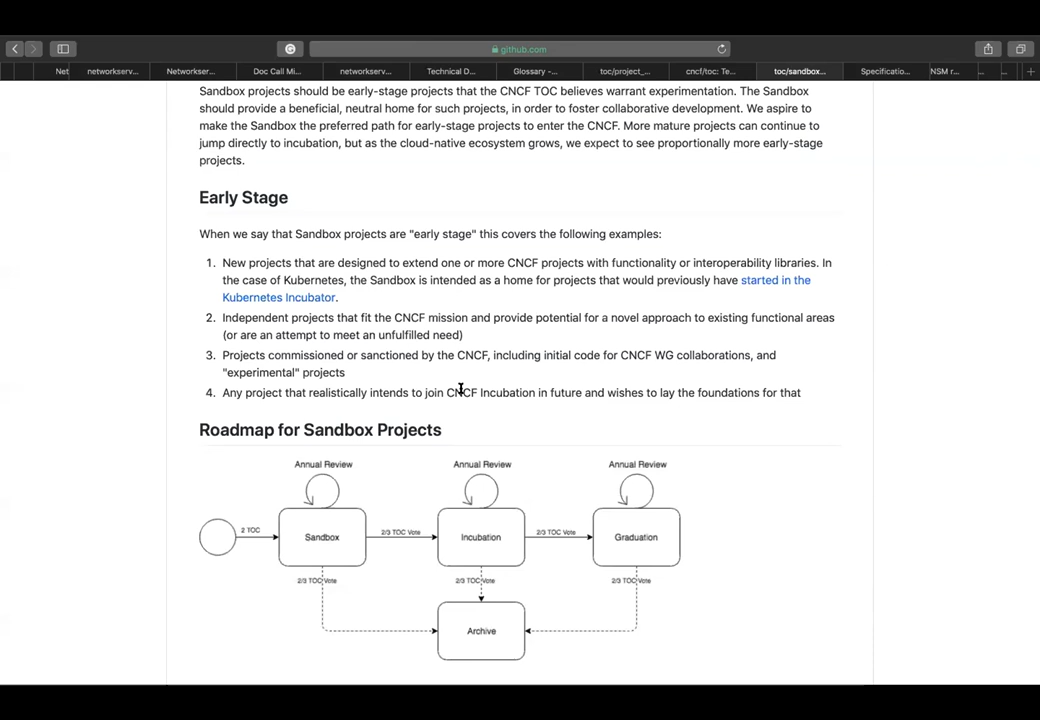 github.com
Net
networkserv...
Networkser...
Doc Call Mi...
networkserv...
Technical D...
Glossary -...
toc/project_...
cncf/toc: Te...
toc/sandbox...
Specificatio...
NSM r...
Sandbox projects should be early-stage projects that the CNCF TOC believes warrant experimentation. The Sandbox
should provide a beneficial, neutral home for such projects, in order to foster collaborative development. We aspire to
make the Sandbox the preferred path for early-stage projects to enter the CNCF. More mature projects can continue to
jump directly to incubation, but as the cloud-native ecosystem grows, we expect to see proportionally more early-stage
projects.
Early Stage
When we say that Sandbox projects are "early stage" this covers the following examples:
1. New projects that are designed to extend one or more CNCF projects with functionality or interoperability libraries. In
the case of Kubernetes, the Sandbox is intended as a home for projects that would previously have started in the
Kubernetes Incubator.
2. Independent projects that fit the CNCF mission and provide potential for a novel approach to existing functional areas
(or are an attempt to meet an unfulfilled need)
3. Projects commissioned or sanctioned by the CNCF, including initial code for CNCF WG collaborations, and
"experimental" projects
4. Any project that realistically intends to join CNCF Incubation in future and wishes to lay the foundations for that
Roadmap for Sandbox Projects
Annual Review
Annual Review
Annual Review
2 TOC
Sandbox
2/3 TOC Vote
Incubation
2/3 TOC Vote
Graduation
2/3 TOC Vote
2/3 TOC Vote
2/3 TOC Vote
Archive